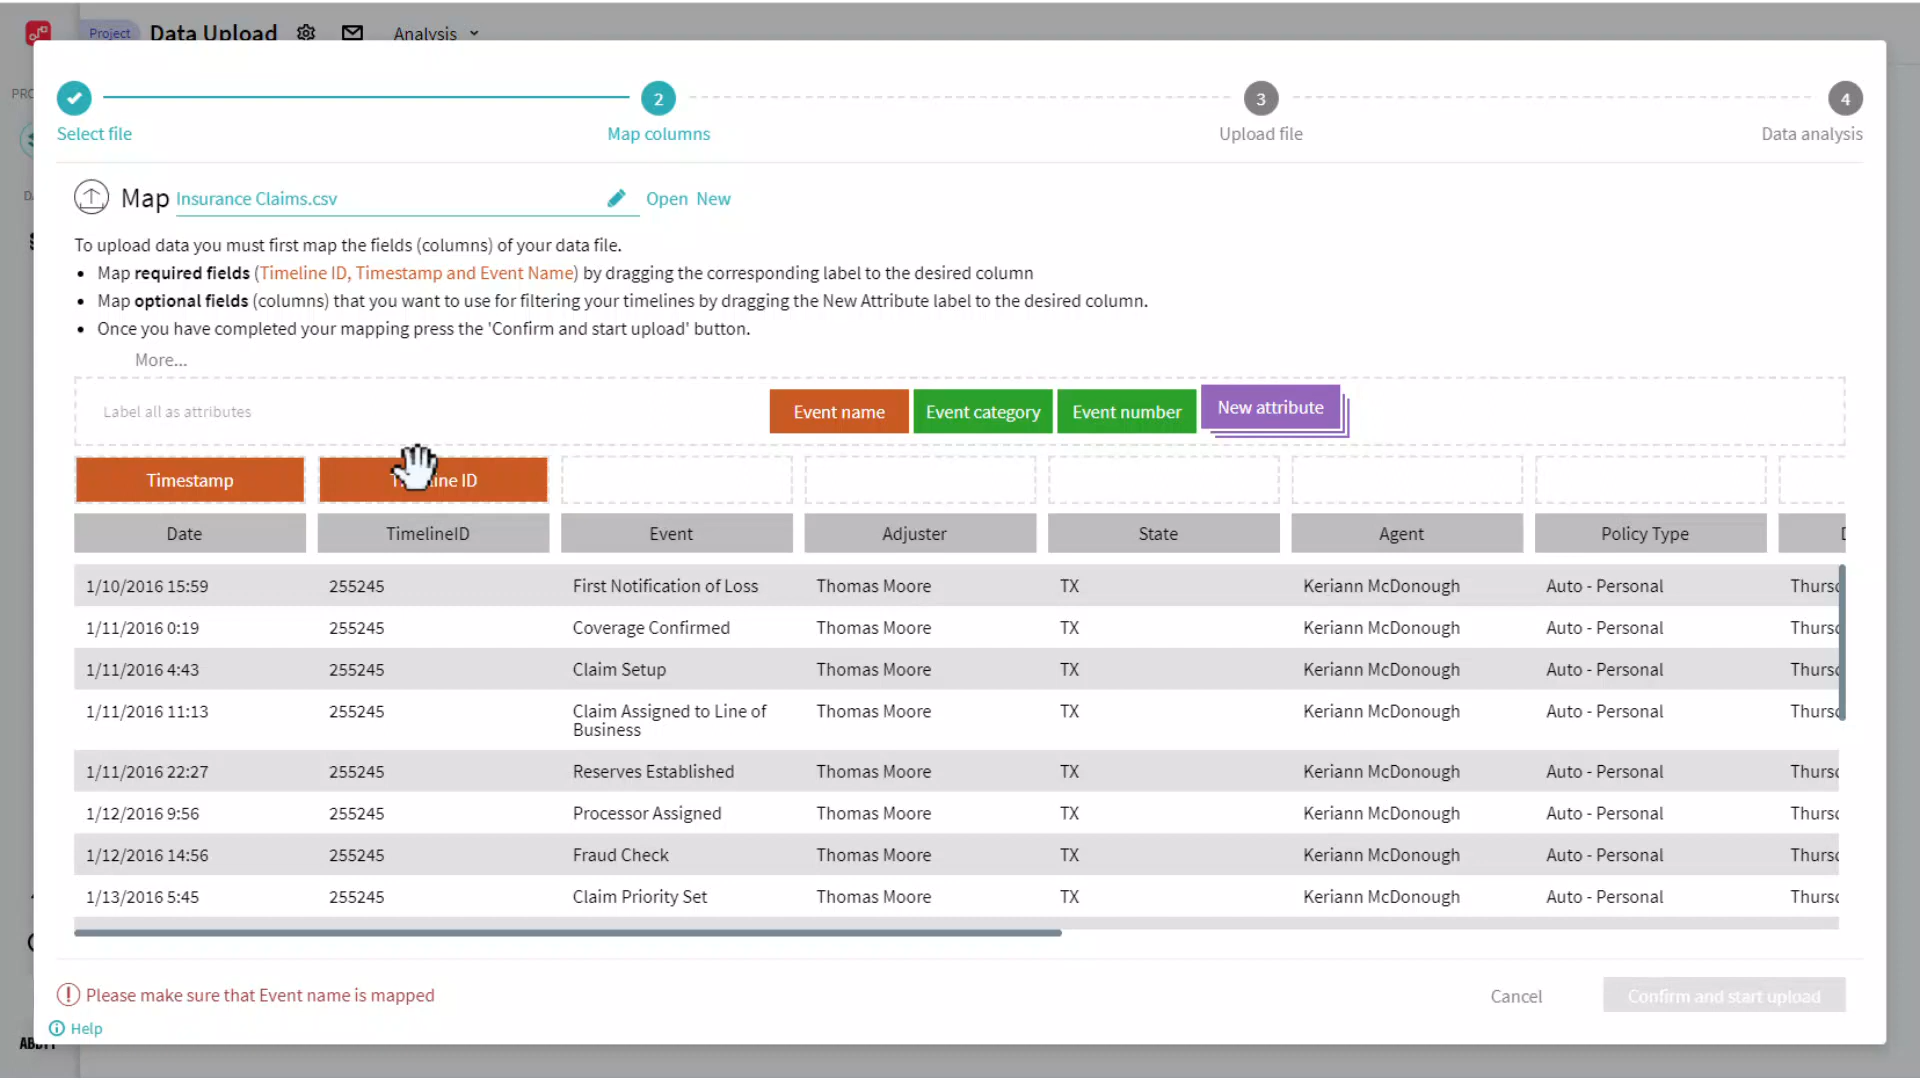 Project Data Upload Analysis
2 3 4
Select file Map columns Upload file Data analysis
Map Insurance Claims.csv Open New
To upload data you must first map the fields (columns) of your data file.
• Map required fields (Timeline ID, Timestamp and Event Name) by dragging the corresponding label to the desired column
• Map optional fields (columns) that you want to use for filtering your timelines by dragging the New Attribute label to the desired column.
• Once you have completed your mapping press the 'Confirm and start upload' button.
More...
Label all as attributes Event name Event category Event number New attribute
Timestamp ID
Date TimelineID Event Adjuster State Agent Policy Type
1/10/2016 15:59 255245 First Notification of Loss Thomas Moore TX Keriann McDonough Auto - Personal
1/11/2016 0:19 255245 Coverage Confirmed Thomas Moore TX Keriann McDonough Auto - Personal
1/11/2016 4:43 255245 Claim Setup Thomas Moore TX Keriann McDonough Auto - Personal
1/11/2016 11:13 255245 Claim Assigned to Line of Thomas Moore TX Keriann McDonough Auto - Personal
Business
1/11/2016 22:27 255245 Reserves Established Thomas Moore TX Keriann McDonough Auto - Personal
1/12/2016 9:56 255245 Processor Assigned Thomas Moore TX Keriann McDonough Auto - Personal
1/12/2016 14:56 255245 Fraud Check Thomas Moore TX Keriann McDonough Auto - Personal
1/13/2016 5:45 255245 Claim Priority Set Thomas Moore TX Keriann McDonough Auto - Personal
Please make sure that Event name is mapped Cancel Confirm and start upload
Help